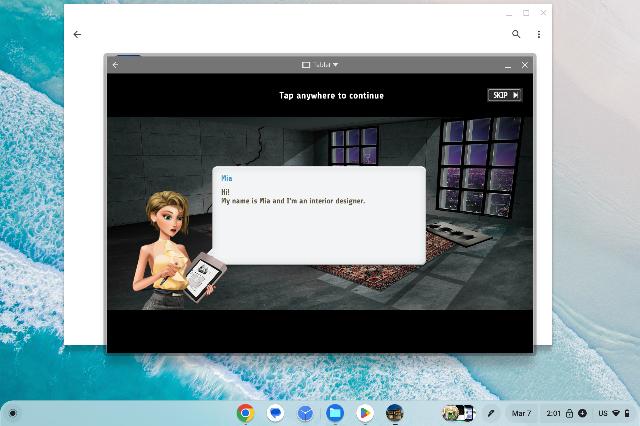 Tablet
Tap anywhere to continue
SKIP
Mia
Hi!
My name is Mia and I'm an interior designer.
Mar 7
2:01
US